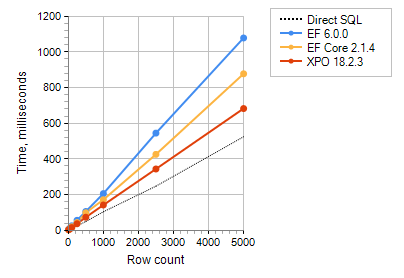 1200
1000
800
600
400
200
0
0 1000 2000 3000 4000 5000
Time, milliseconds
Row count
Direct SQL
EF 6.0.0
EF Core 2.1.4
XPO 18.2.3